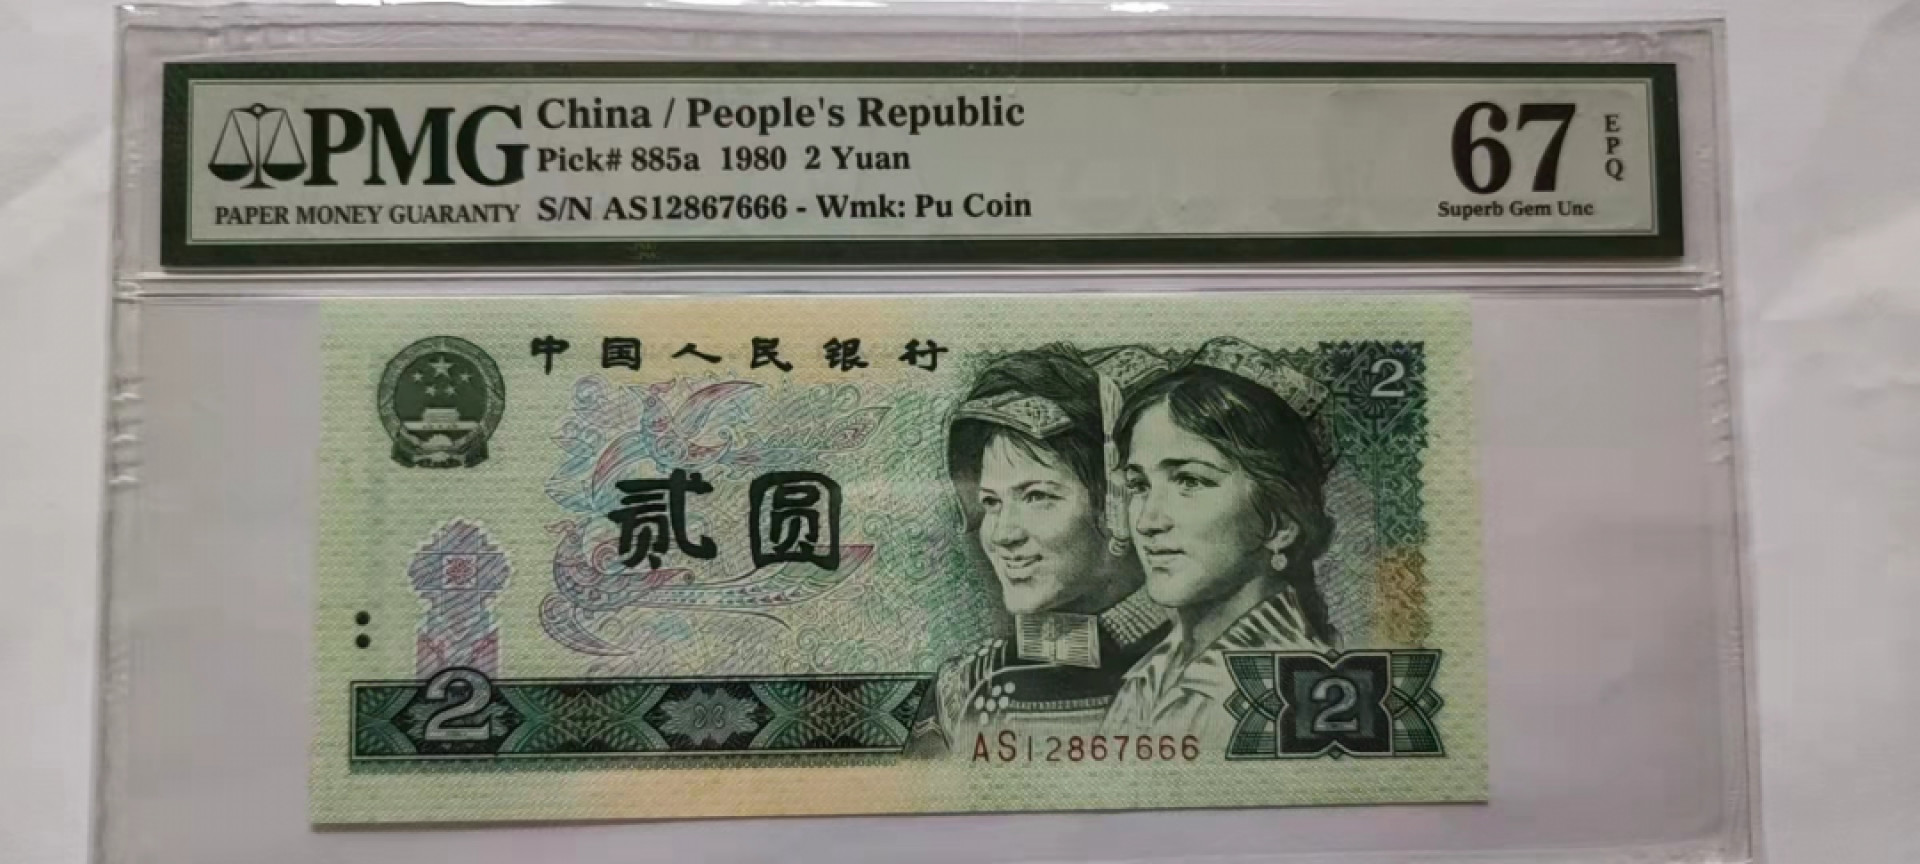 PMG
PAPER MONEY GUARANTY
China / People's Republic
Pick# 885a 1980 2 Yuan
S/N AS12867666 - Wmk: Pu Coin
67
EPQ
Superb Gem Unc
中国人民银行
2
贰圆
2
2
AS12867666